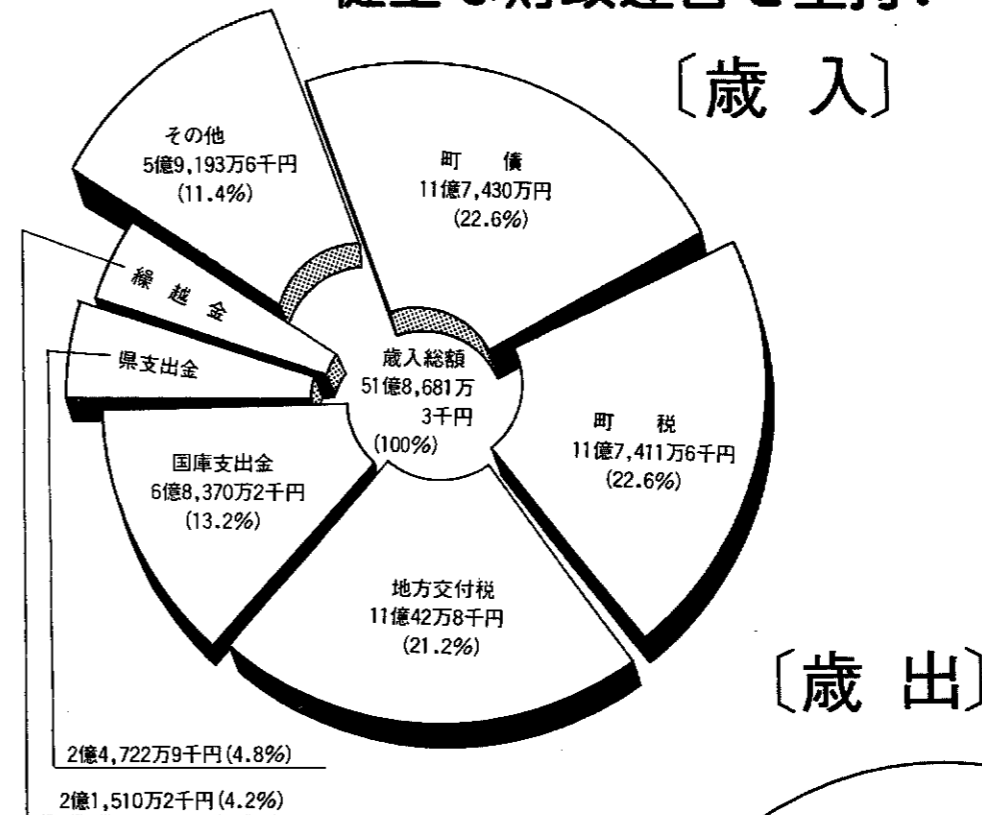 〔歳 入〕
その他
5億9,193万6千円
(11.4%)
町 債
11億7,430万円
(22.6%)
繰越金
県支出金
歳入総額
51億8,681万
3千円
(100%)
町 税
11億7,411万6千円
(22.6%)
国庫支出金
6億8,370万2千円
(13.2%)
地方交付税
11億42万8千円
(21.2%)
〔歳 出〕
2億4,722万9千円(4.8%)
2億1,510万2千円(4.2%)